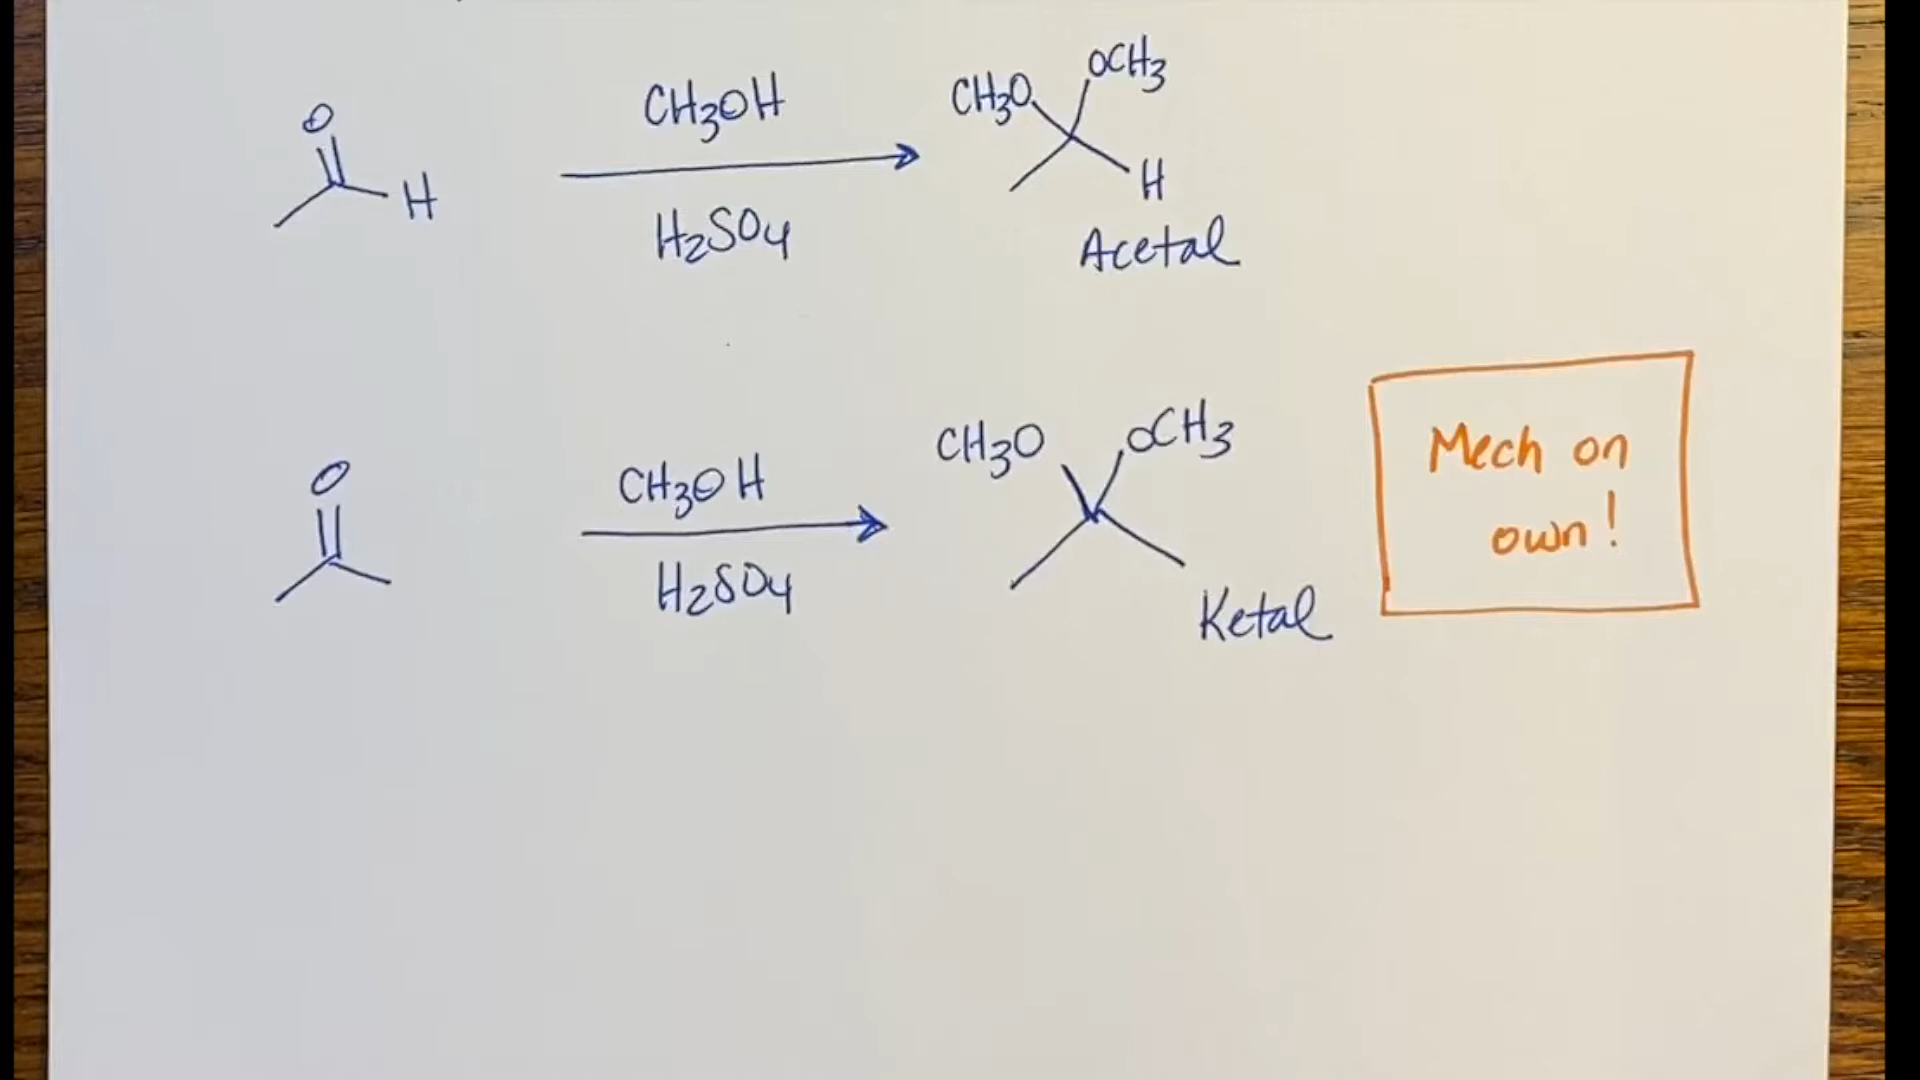 O
H
CH3OH
H2SO4
CH3O
OCH3
H
Acetal
O
CH3OH
H2SO4
CH3O
OCH3
Ketal
Mech on
own!